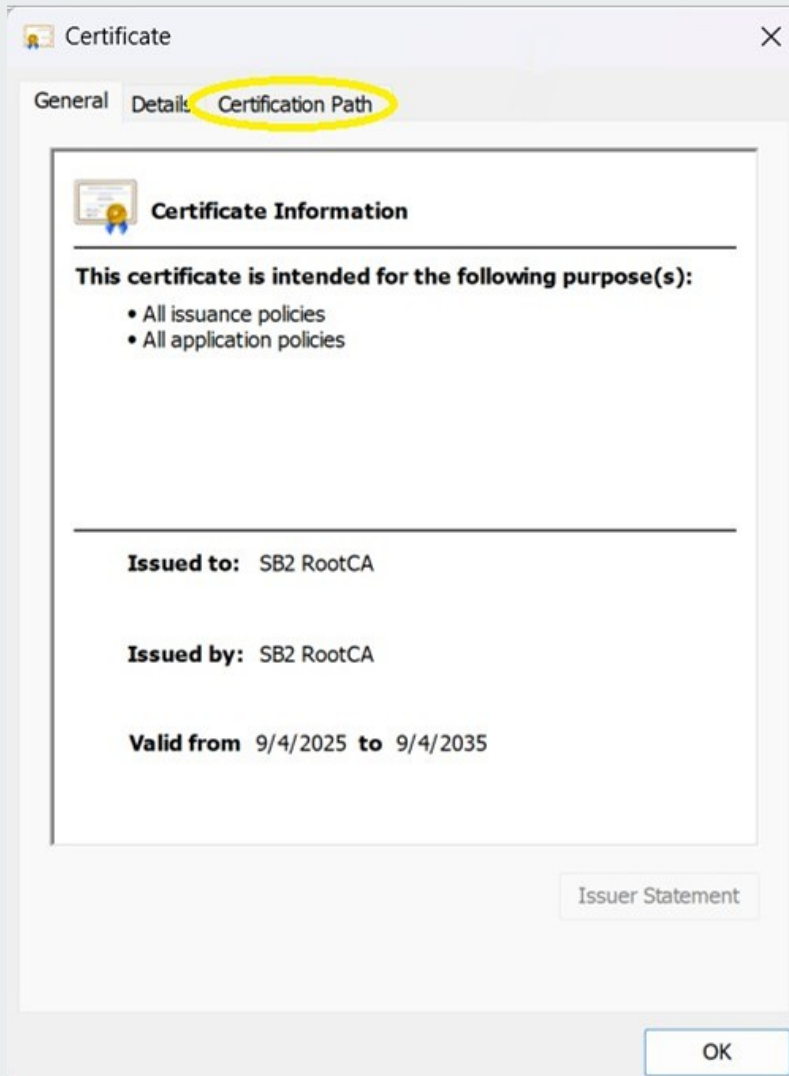 Certificate
General Details Certification Path
Certificate Information
This certificate is intended for the following purpose(s):
• All issuance policies
• All application policies
Issued to: SB2 RootCA
Issued by: SB2 RootCA
Valid from 9/4/2025 to 9/4/2035
Issuer Statement
OK